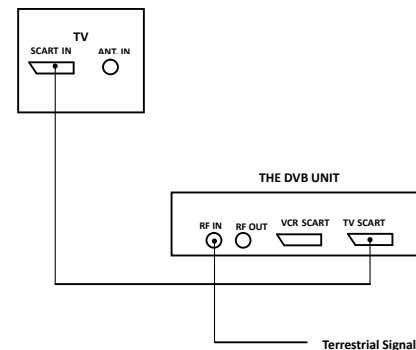 TV
SCART IN ANT. IN
THE DVB UNIT
RF IN RF OUT VCR SCART TV SCART
Terrestrial Signal